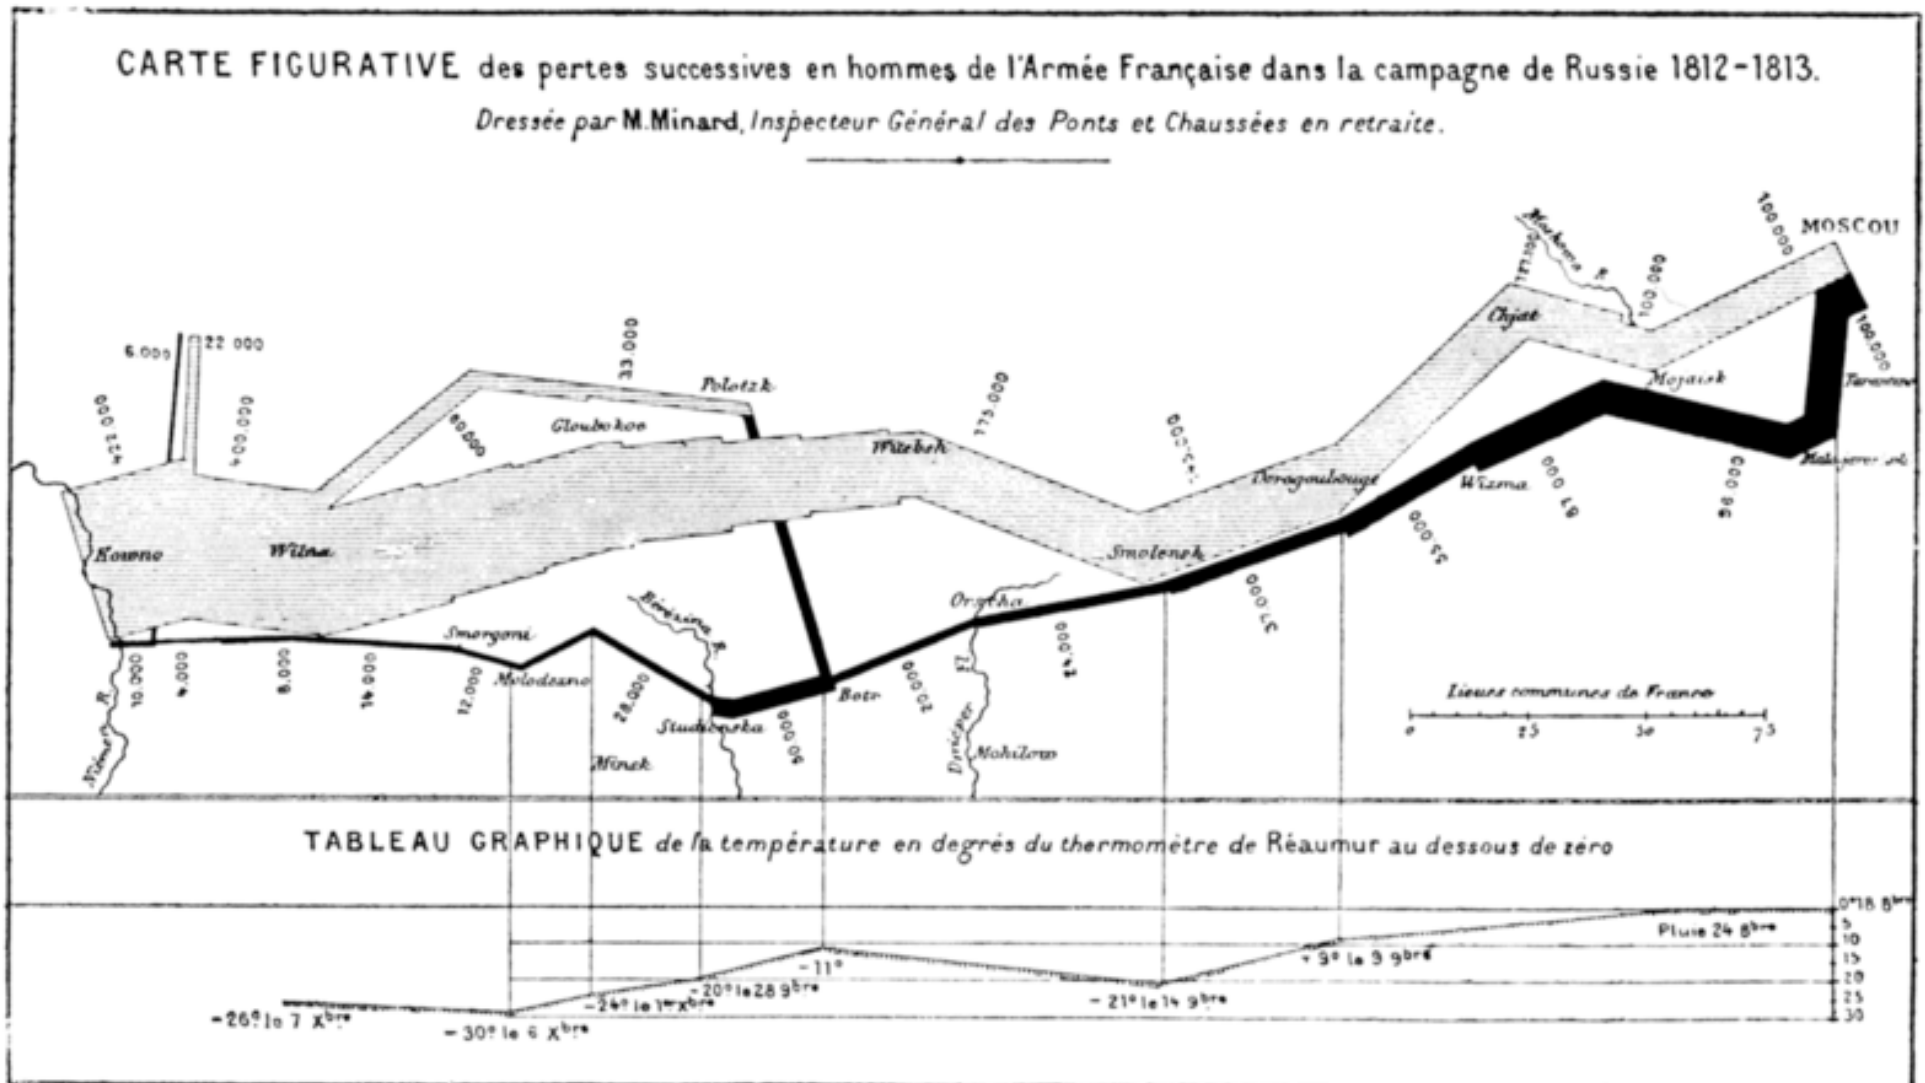 CARTE FIGURATIVE des pertes successives en hommes de l'Armée Française dans la campagne de Russie 1812-1813.
Dressée par M. Minard, Inspecteur Général des Ponts et Chaussées en retraite.
100.000
MOSCOU
Moskowa R.
100.000
100.000
Chjat
6.000
22 000
33.000
Polotzk
Mojaisk
422.000
400.000
60.000
Gloubokoe
175.000
Witebsk
Dorogoubouge
Wizma
87.000
96.000
55.000
Kowno
Wilna
Smolensk
Bérézina R.
Orscha
37.000
24.000
Smorgoni
10.000
4.000
8.000
14.000
12.000
Molodezno
28.000
20.000
Botr
Studienska
50.000
Minsk
Niémen R.
Dniéper
Mohilow
Lieues communes de France
0 25 50 75
TABLEAU GRAPHIQUE de la température en degrés du thermomètre de Réaumur au dessous de zéro
0° 18 8bre
Pluie 24 8bre
5
10
15
20
25
30
9° le 9 9bre
-11°
-20° le 28 9bre
-21° le 14 9bre
-24° le 1er Xbre
-26° le 7 Xbre
-30° le 6 Xbre